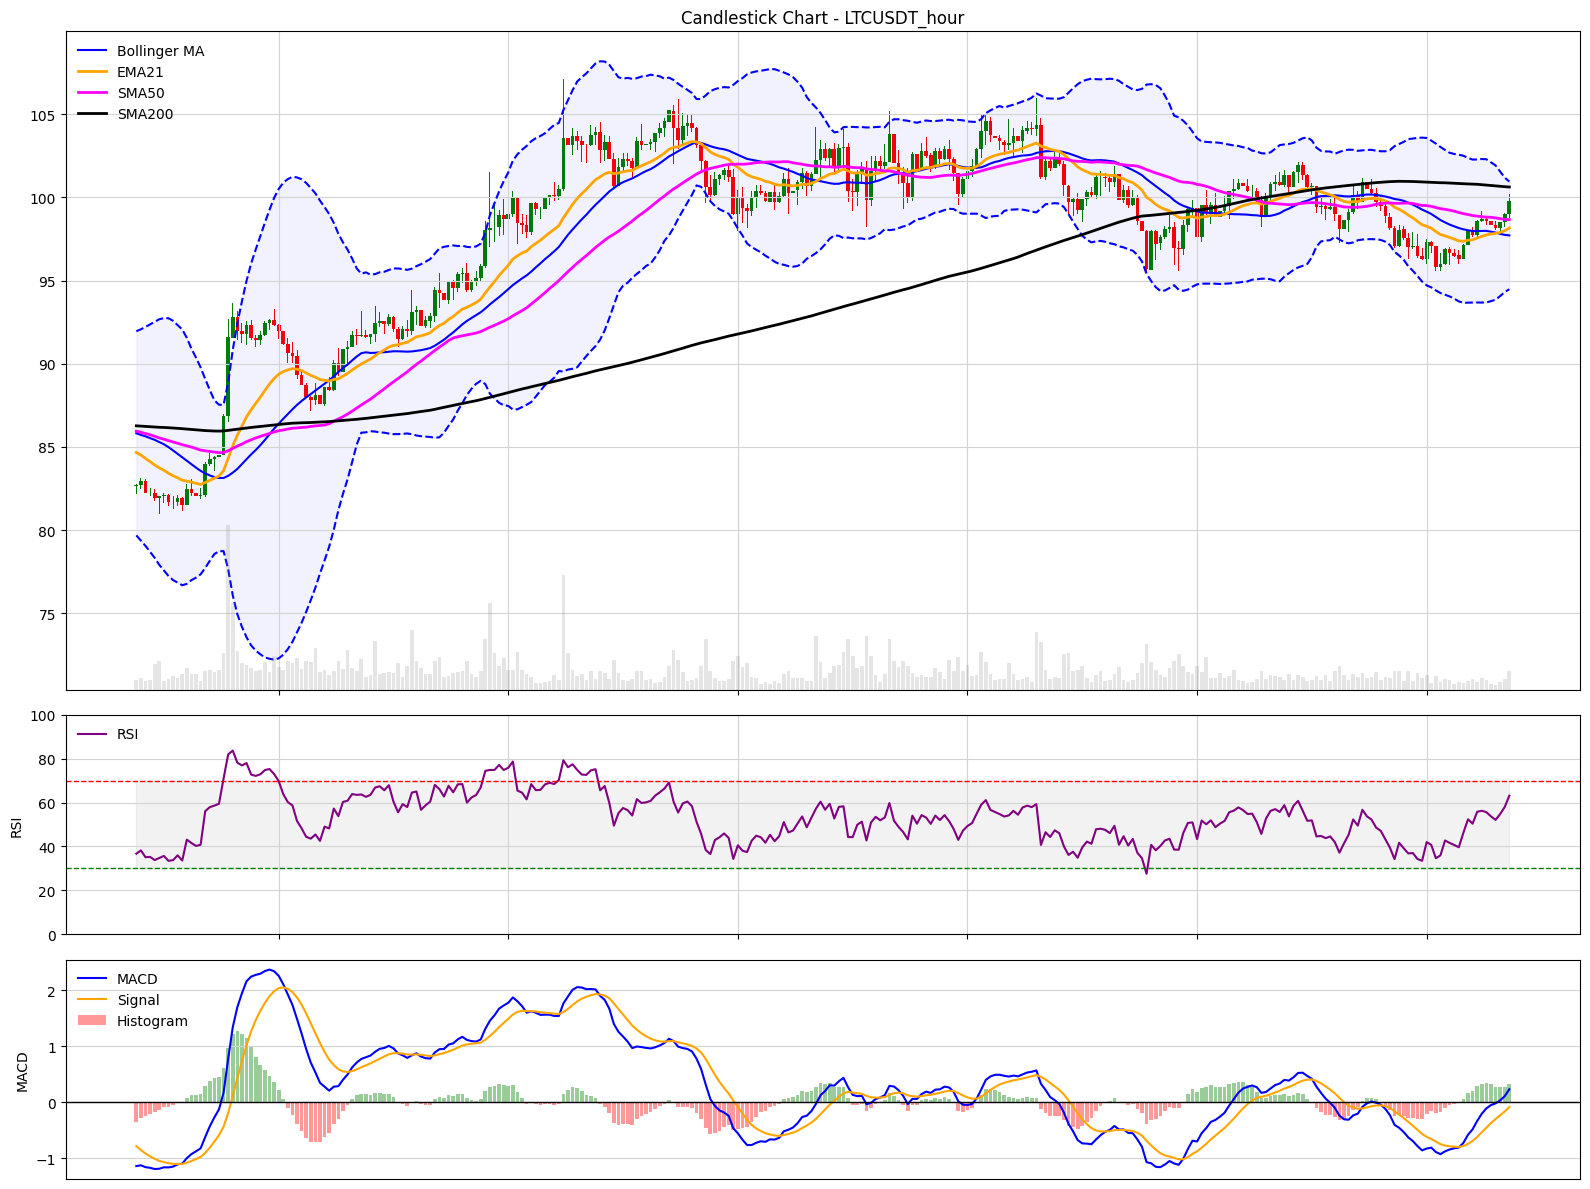 Candlestick Chart - LTCUSDT_hour
Bollinger MA
EMA21
SMA50
SMA200
105
100
95
90
85
80
75
RSI
100
80
60
40
20
0
RSI
MACD
Signal
Histogram
2
1
0
−1
MACD